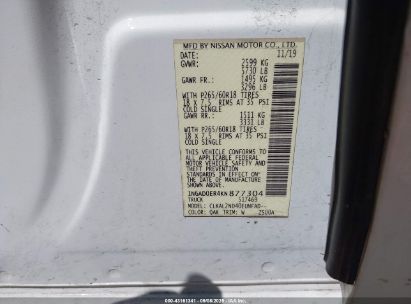 MFD BY NISSAN MOTOR CO., LTD.
DATE: 11/19
GVWR: 2599 KG
5730 LB
GAWR FR.: 1495 KG
3296 LB
WITH P265/60R18 TIRES
18 X 7.5 RIMS AT 35 PSI
COLD SINGLE
GAWR RR.: 1511 KG
3331 LB
WITH P265/60R18 TIRES
18 X 7.5 RIMS AT 35 PSI
COLD SINGLE
THIS VEHICLE CONFORMS TO
ALL APPLICABLE FEDERAL
MOTOR VEHICLE SAFETY AND
THEFT PREVENTION
STANDARDS IN EFFECT ON
THE DATE OF MANUFACTURE
SHOWN ABOVE.
877304
TRUCK 517469
MODEL:
COLOR: QAK TRIM: W